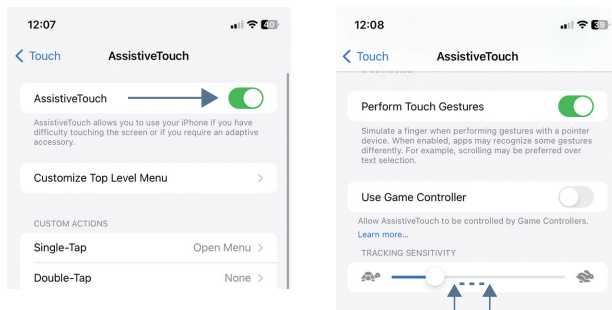 12:07
40
Touch
AssistiveTouch
AssistiveTouch
AssistiveTouch allows you to use your iPhone if you have
difficulty touching the screen or if you require an adaptive
accessory.
Customize Top Level Menu
CUSTOM ACTIONS
Single-Tap
Open Menu
Double-Tap
None
12:08
39
Touch
AssistiveTouch
Perform Touch Gestures
Simulate a finger when performing gestures with a pointer
device. When enabled, apps may recognize some gestures
differently. For example, scrolling may be preferred over
text selection.
Use Game Controller
Allow AssistiveTouch to be controlled by Game Controllers.
Learn more...
TRACKING SENSITIVITY